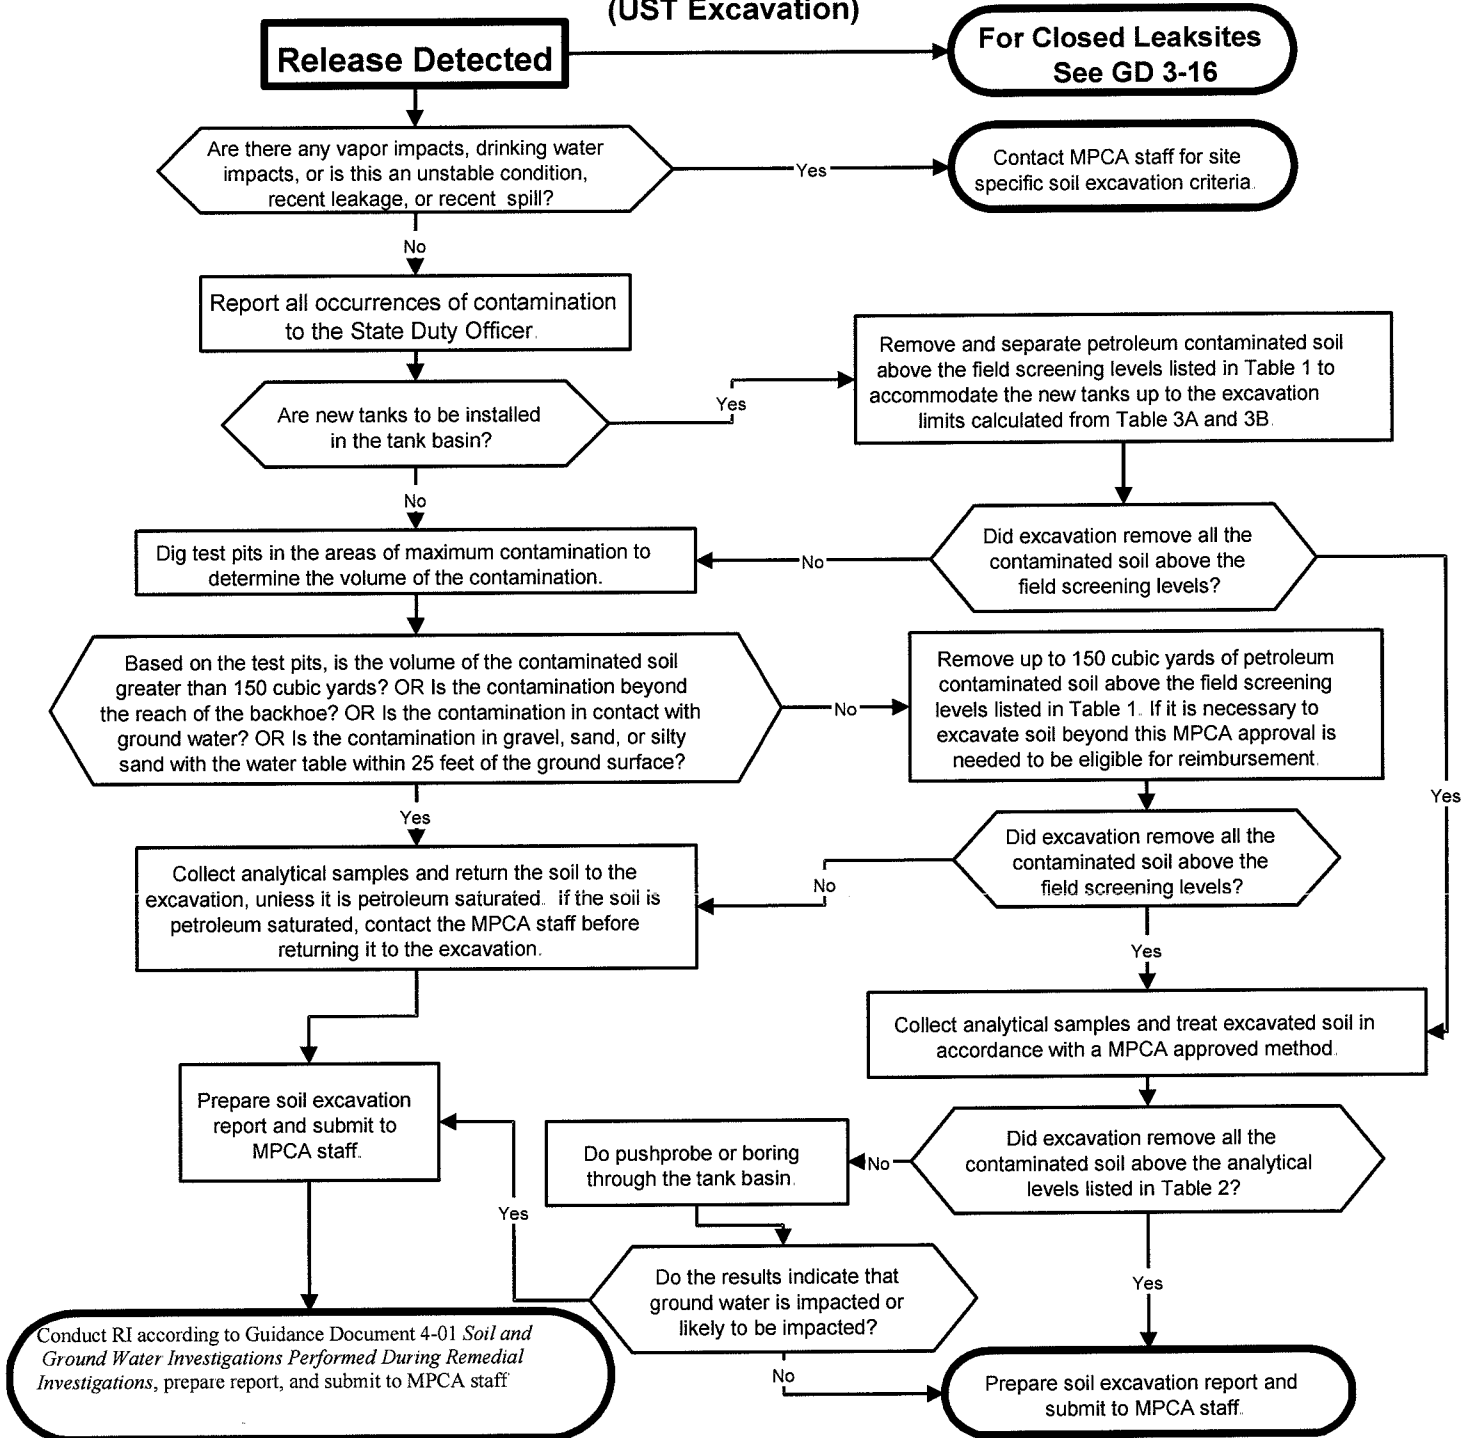 (UST Excavation)
Release Detected
For Closed Leaksites
See GD 3-16
Are there any vapor impacts, drinking water
impacts, or is this an unstable condition,
recent leakage, or recent spill?
Yes
Contact MPCA staff for site
specific soil excavation criteria.
No
Report all occurrences of contamination
to the State Duty Officer.
Are new tanks to be installed
in the tank basin?
Yes
Remove and separate petroleum contaminated soil
above the field screening levels listed in Table 1 to
accommodate the new tanks up to the excavation
limits calculated from Table 3A and 3B.
No
Dig test pits in the areas of maximum contamination to
determine the volume of the contamination.
No
Did excavation remove all the
contaminated soil above the
field screening levels?
Yes
Based on the test pits, is the volume of the contaminated soil
greater than 150 cubic yards? OR Is the contamination beyond
the reach of the backhoe? OR Is the contamination in contact with
ground water? OR Is the contamination in gravel, sand, or silty
sand with the water table within 25 feet of the ground surface?
No
Remove up to 150 cubic yards of petroleum
contaminated soil above the field screening
levels listed in Table 1. If it is necessary to
excavate soil beyond this MPCA approval is
needed to be eligible for reimbursement.
Yes
Did excavation remove all the
contaminated soil above the
field screening levels?
No
Collect analytical samples and return the soil to the
excavation, unless it is petroleum saturated. If the soil is
petroleum saturated, contact the MPCA staff before
returning it to the excavation.
Yes
Collect analytical samples and treat excavated soil in
accordance with a MPCA approved method.
Prepare soil excavation
report and submit to
MPCA staff.
Do pushprobe or boring
through the tank basin.
No
Did excavation remove all the
contaminated soil above the analytical
levels listed in Table 2?
Yes
Do the results indicate that
ground water is impacted or
likely to be impacted?
Yes
Conduct RI according to Guidance Document 4-01 Soil and
Ground Water Investigations Performed During Remedial
Investigations, prepare report, and submit to MPCA staff
No
Prepare soil excavation report and
submit to MPCA staff.